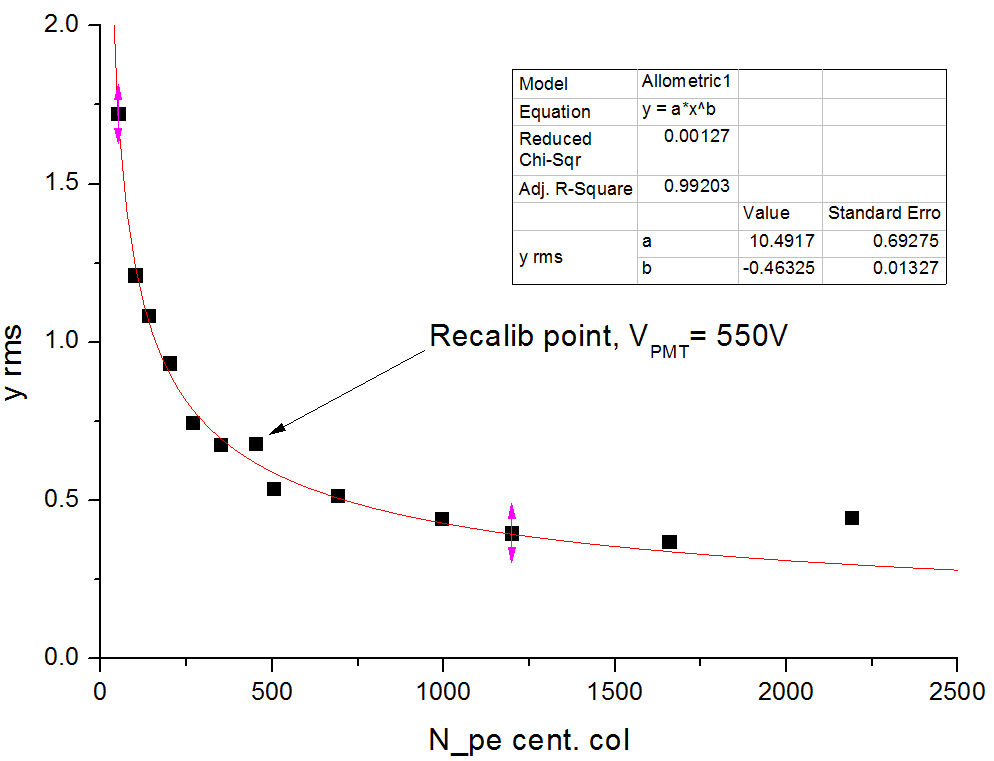 2.0
1.5
1.0
0.5
0.0
y rms
Model Allometric1
Equation y = a*x^b
Reduced Chi-Sqr 0.00127
Adj. R-Square 0.99203
Value Standard Erro
y rms a 10.4917 0.69275
b -0.46325 0.01327
Recalib point, VPMT= 550V
0 500 1000 1500 2000 2500
N_pe cent. col